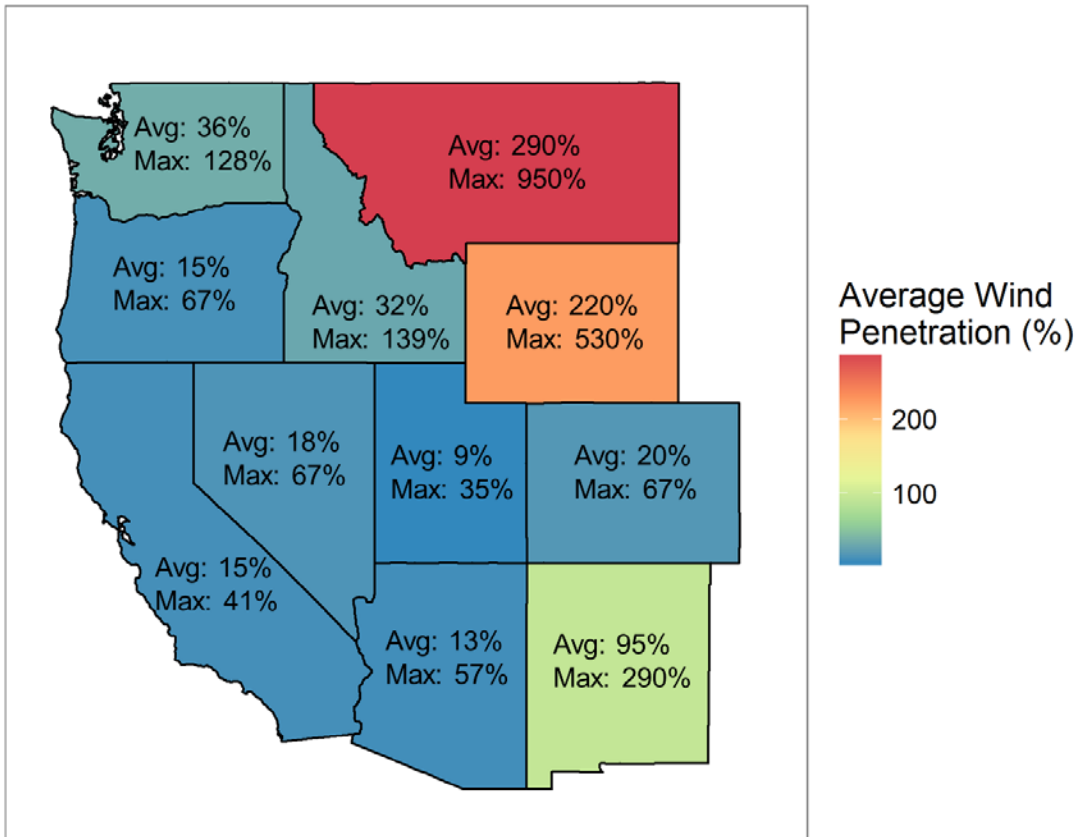 Avg: 36%
Max: 128%
Avg: 290%
Max: 950%
Avg: 15%
Max: 67%
Avg: 32%
Max: 139%
Avg: 220%
Max: 530%
Avg: 18%
Max: 67%
Avg: 9%
Max: 35%
Avg: 20%
Max: 67%
Avg: 15%
Max: 41%
Avg: 13%
Max: 57%
Avg: 95%
Max: 290%
Average Wind
Penetration (%)
200
100